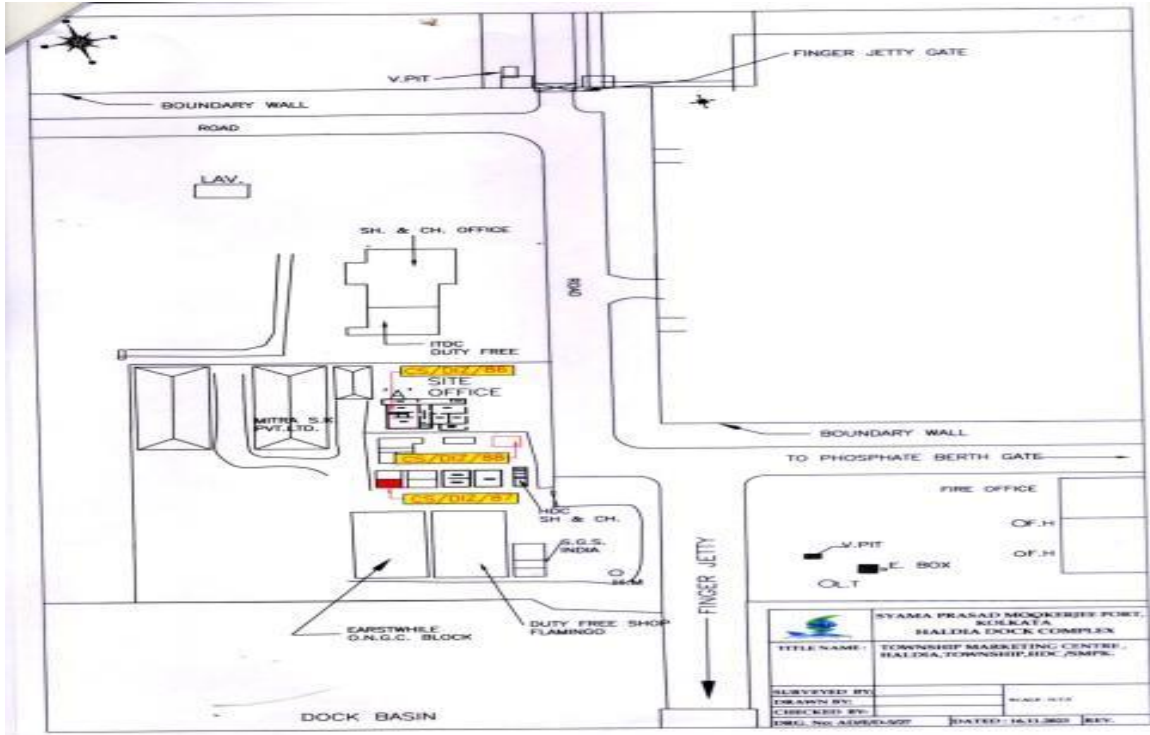 FINGER JETTY GATE
V.PIT
BOUNDARY WALL
ROAD
LAV.
SH. & CH. OFFICE
ROAD
ITDC
DUTY FREE
CS/DIZ/86
SITE
"A" OFFICE
MITRA S.K
PVT.LTD.
BOUNDARY WALL
CS/DIZ/88
TO PHOSPHATE BERTH GATE
CS/DIZ/87
FIRE OFFICE
HDC
SH & CH.
O F.H
S.G.S.
INDIA
V.PIT
O F.H
E. BOX
O L.T
FINGER JETTY
EARSTWHILE
O.N.G.C. BLOCK
DUTY FREE SHOP
FLAMINGO
DOCK BASIN
SYAMA PRASAD MOOKERJEE PORT,
KOLKATA
HALDIA DOCK COMPLEX
TITLE NAME: TOWNSHIP MARKETING CENTRE,
HALDIA,TOWNSHIP,HDC/SMPK.
SURVEYED BY:
DRAWN BY:
CHECKED BY:
DRG. No: DATED : 16.11.2023 REV.